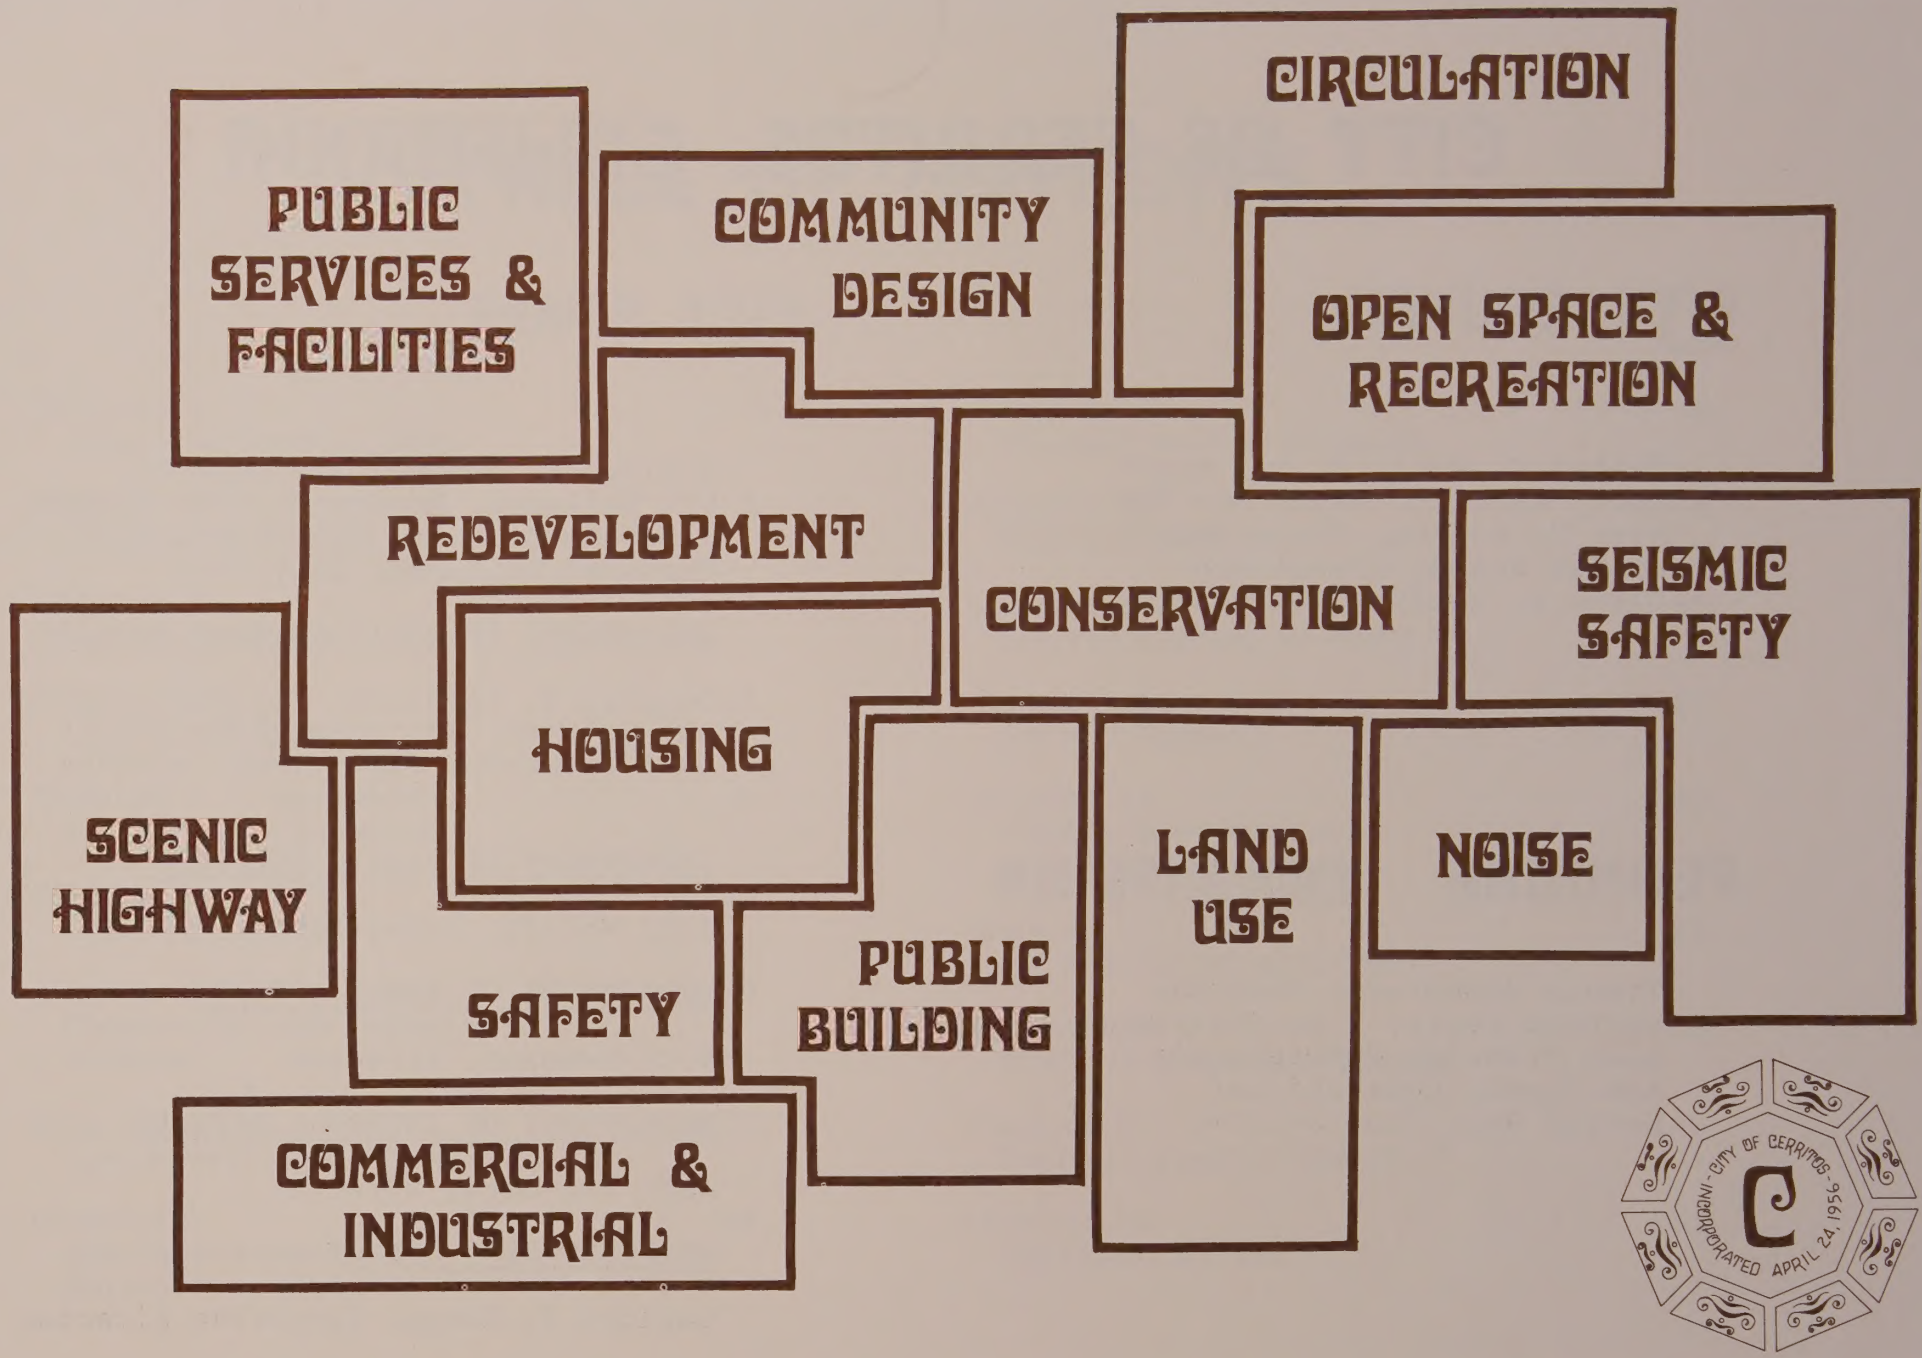 CIRCULATION
PUBLIC
SERVICES &
FACILITIES
COMMUNITY
DESIGN
OPEN SPACE &
RECREATION
REDEVELOPMENT
CONSERVATION
SEISMIC
SAFETY
HOUSING
SCENIC
HIGHWAY
LAND
USE
NOISE
SAFETY
PUBLIC
BUILDING
COMMERCIAL &
INDUSTRIAL
-CITY OF CERRITOS-
C
INCORPORATED APRIL 24, 1956